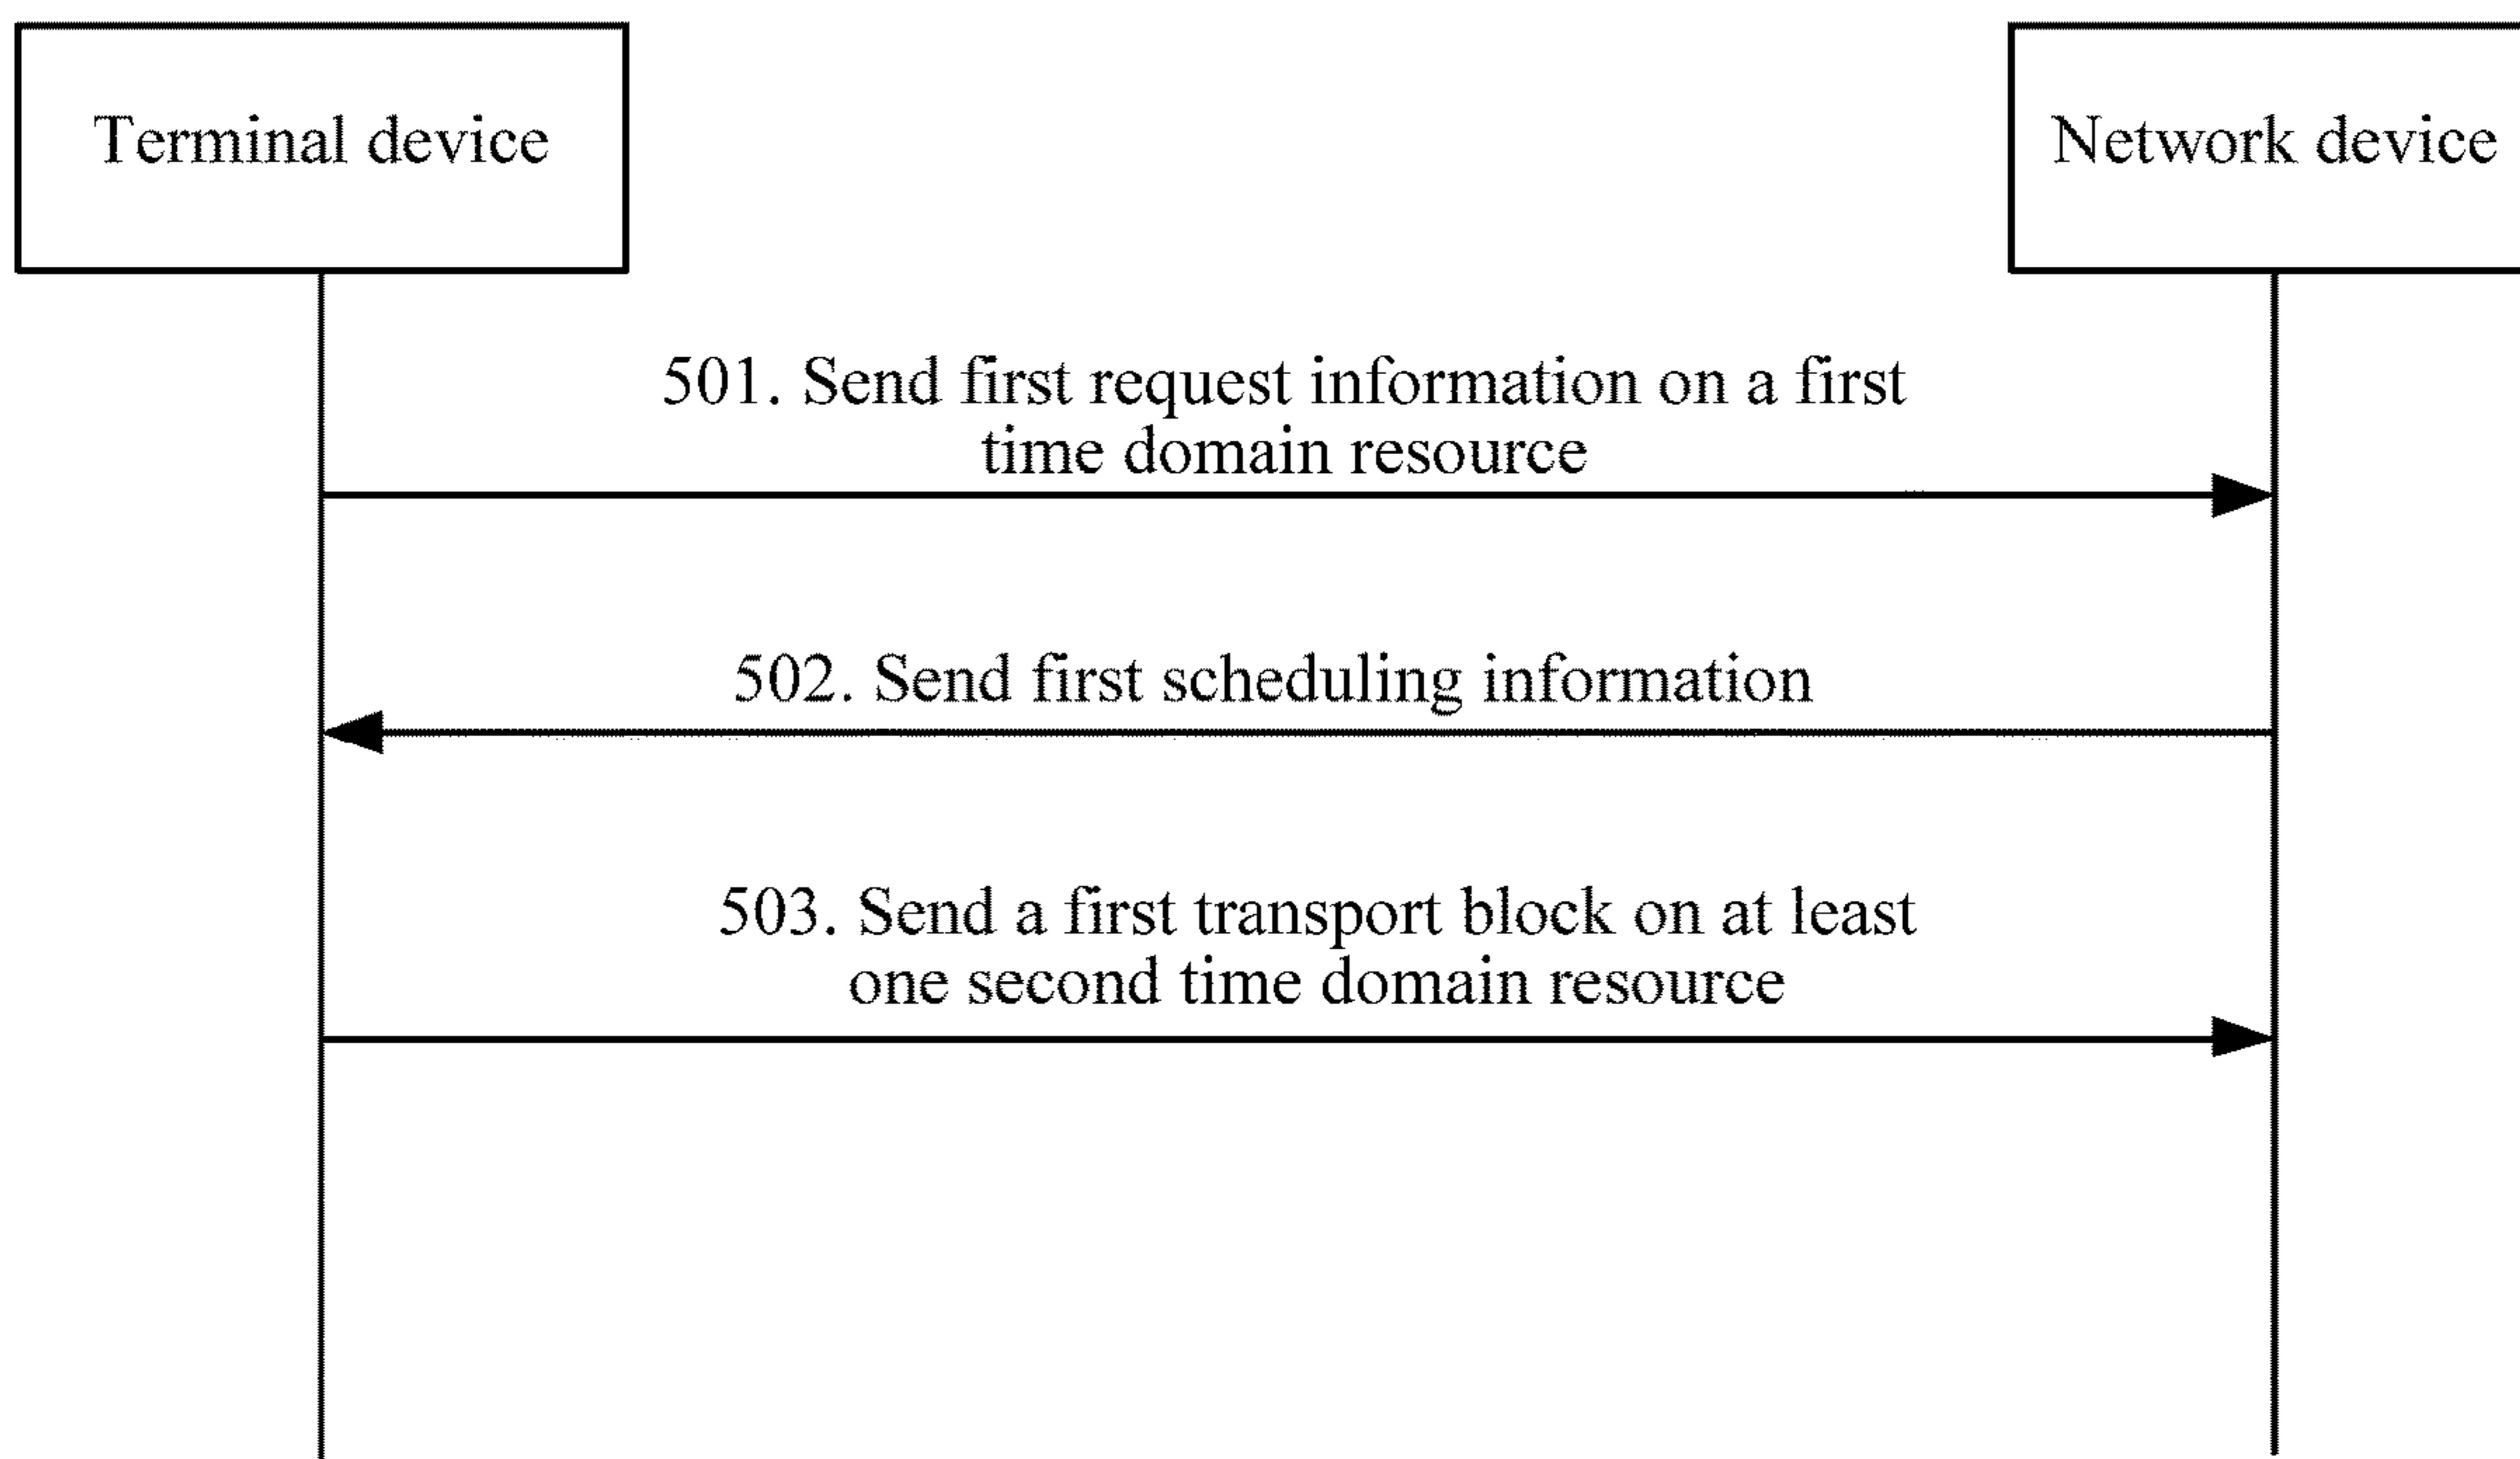 Terminal device
Network device
501. Send first request information on a first
time domain resource
502. Send first scheduling information
503. Send a first transport block on at least
one second time domain resource